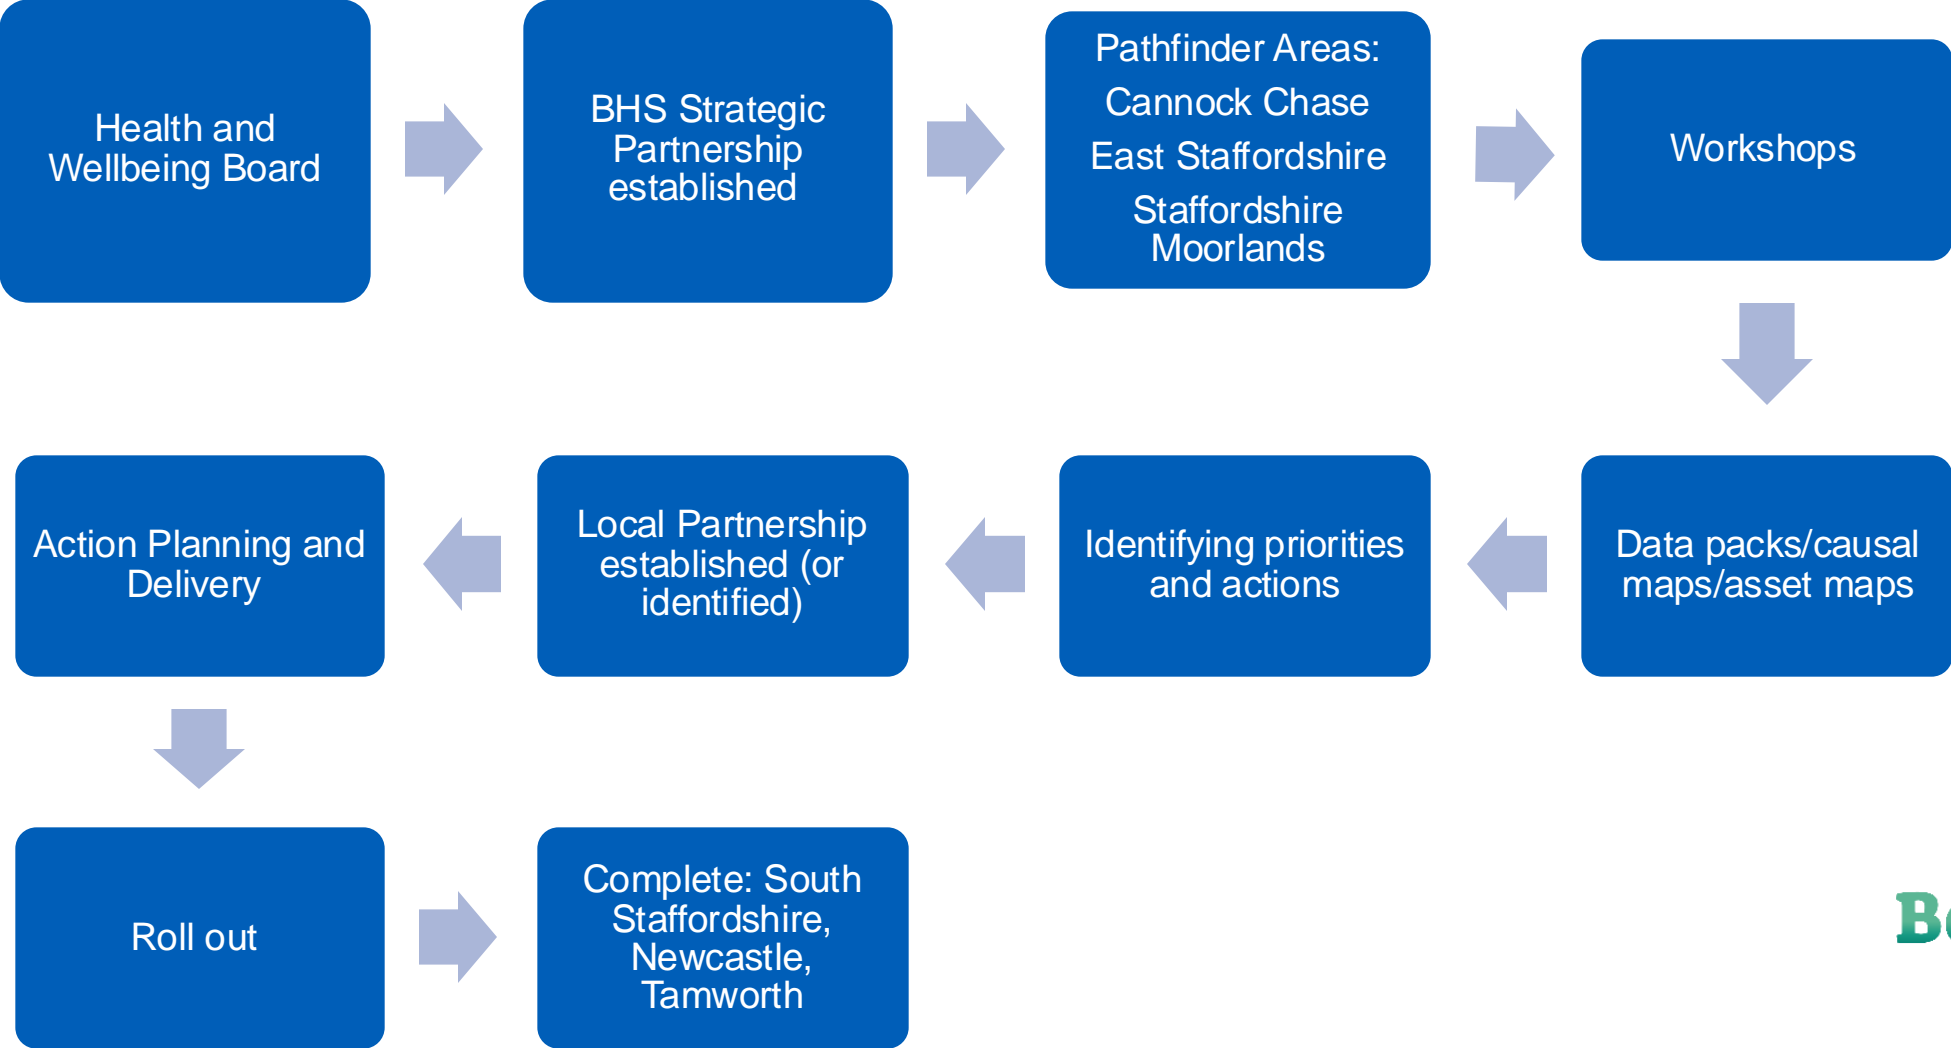 Health and
Wellbeing Board
BHS Strategic
Partnership
established
Pathfinder Areas:
Cannock Chase
East Staffordshire
Staffordshire
Moorlands
Workshops
Data packs/causal
maps/asset maps
Identifying priorities
and actions
Local Partnership
established (or
identified)
Action Planning and
Delivery
Roll out
Complete: South
Staffordshire,
Newcastle,
Tamworth